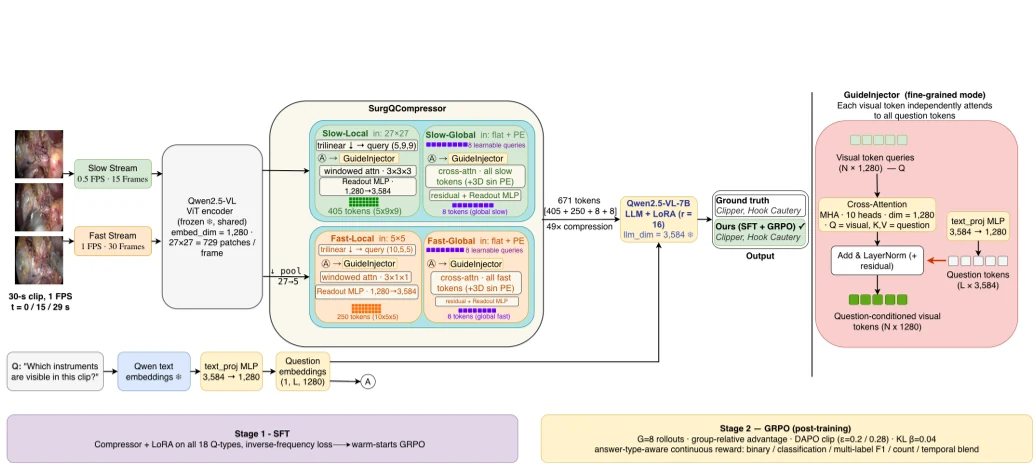 SurgQCompressor
Slow Stream
0.5 FPS · 15 Frames
Fast Stream
1 FPS · 30 Frames
30-s clip, 1 FPS
t = 0 / 15 / 29 s
Qwen2.5-VL
ViT encoder
(frozen ❄, shared)
embed_dim = 1,280 ·
27×27 = 729 patches /
frame
↓ pool
27→5
Slow-Local in: 27×27
trilinear ↓ → query (5,9,9)
Ⓐ → GuideInjector
windowed attn · 3×3×3
Readout MLP ·
1,280→3,584
405 tokens (5x9x9)
Slow-Global in: flat + PE
8 learnable queries
cross-attn · all slow
tokens (+3D sin PE)
residual + Readout MLP
8 tokens (global slow)
Fast-Local in: 5×5
trilinear ↓ → query (10,5,5)
Ⓐ → GuideInjector
windowed attn · 3×1×1
Readout MLP · 1,280→3,584
250 tokens (10x5x5)
Fast-Global in: flat + PE
8 learnable queries
cross-attn · all fast
tokens (+3D sin PE)
residual + Readout MLP
8 tokens (global fast)
671 tokens
[405 + 250 + 8 + 8]
49× compression
Qwen2.5-VL-7B
LLM + LoRA (r =
16)
llm_dim = 3,584 ❄
Ground truth
Clipper, Hook Cautery
Ours (SFT + GRPO) ✔
Clipper, Hook Cautery
Output
Q: "Which instruments
are visible in this clip?"
Qwen text
embeddings ❄
text_proj MLP
3,584 → 1,280
Question
embeddings
(1, L, 1280)
A
GuideInjector (fine-grained mode)
Each visual token independently attends
to all question tokens
Visual token queries
(N × 1,280) — Q
Cross-Attention
MHA · 10 heads · dim = 1,280
· Q = visual, K,V = question
text_proj MLP
3,584 → 1,280
Add & LayerNorm (+
residual)
Question tokens
(L × 3,584)
Question-conditioned visual
tokens (N x 1280)
Stage 1 - SFT
Compressor + LoRA on all 18 Q-types, inverse-frequency loss⟶warm-starts GRPO
Stage 2 — GRPO (post-training)
G=8 rollouts · group-relative advantage · DAPO clip (ε=0.2 / 0.28) · KL β=0.04
answer-type-aware continuous reward: binary / classification / multi-label F1 / count / temporal blend